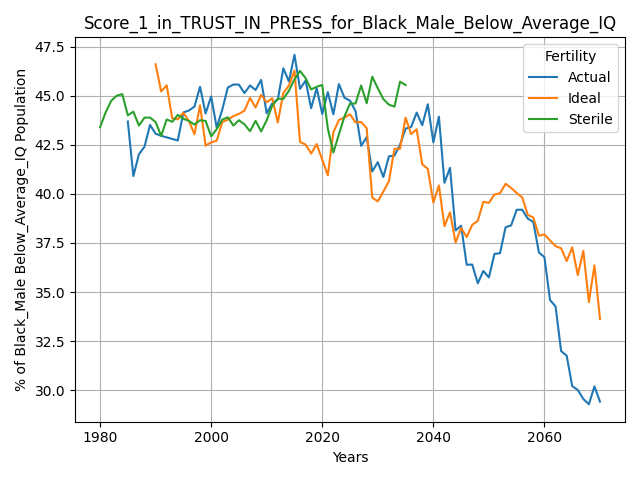 Score_1_in_TRUST_IN_PRESS_for_Black_Male_Below_Average_IQ
% of Black_Male Below_Average_IQ Population
47.5
45.0
42.5
40.0
37.5
35.0
32.5
30.0
Fertility
Actual
Ideal
Sterile
1980
2000
2020
2040
2060
Years